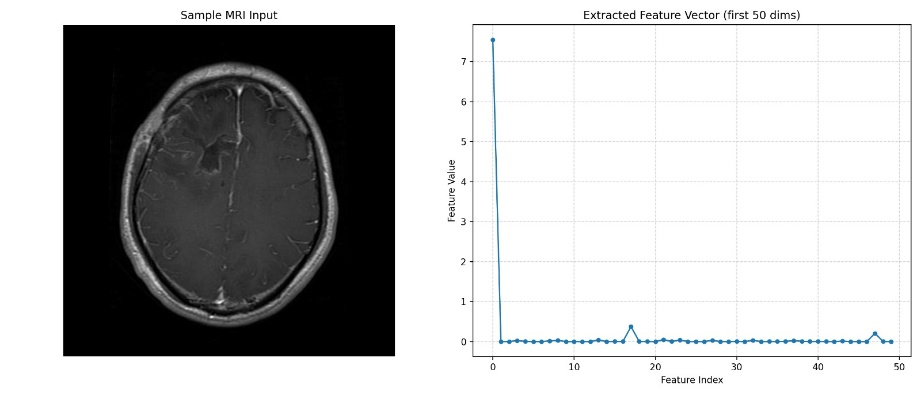 Sample MRI Input
Extracted Feature Vector (first 50 dims)
Feature Value
7
6
5
4
3
2
1
0
0 10 20 30 40 50
Feature Index